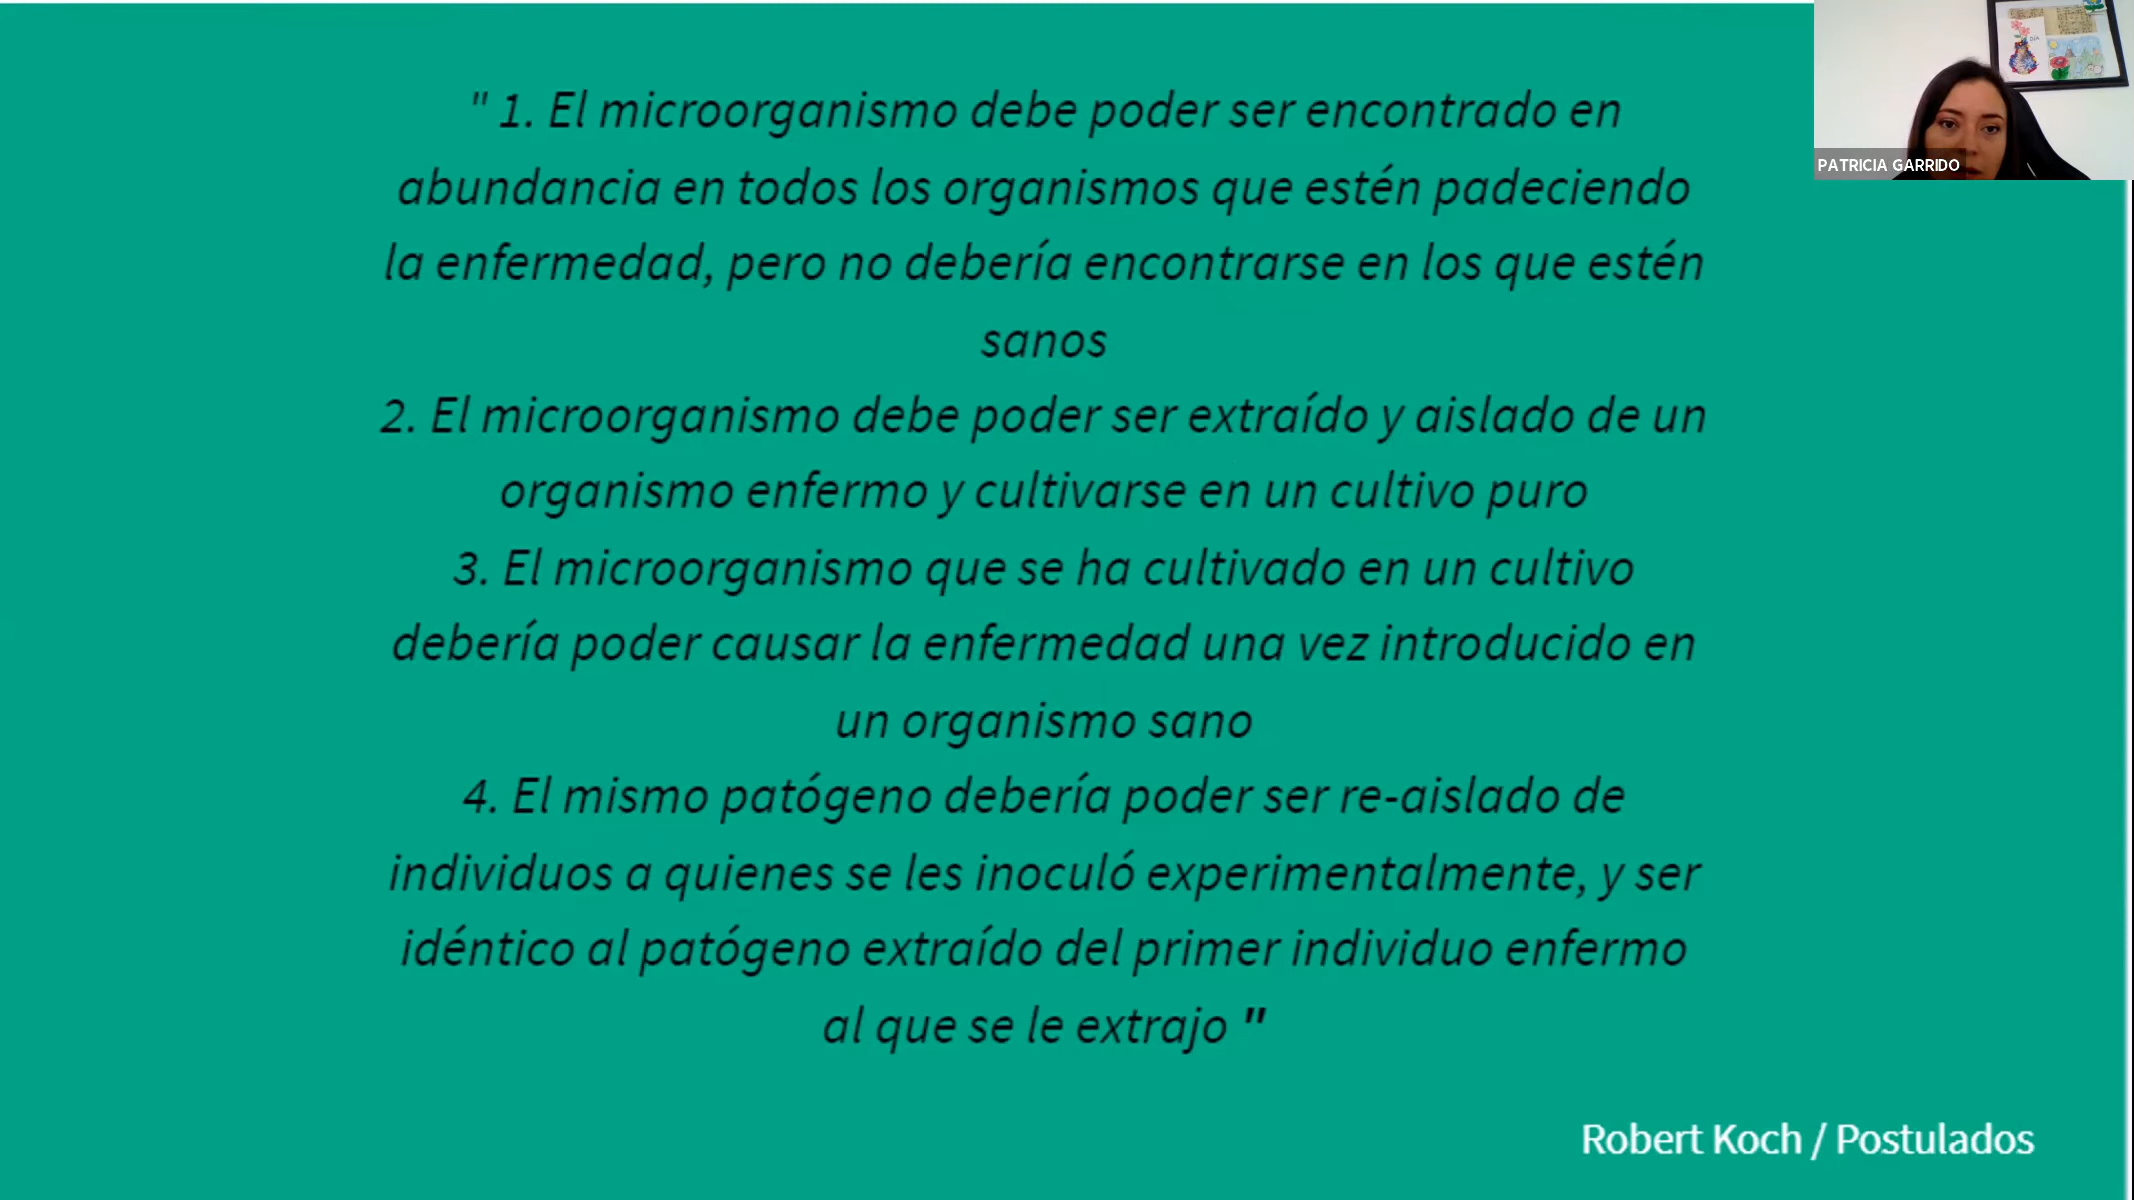 " 1. El microorganismo debe poder ser encontrado en
abundancia en todos los organismos que estén padeciendo
la enfermedad, pero no debería encontrarse en los que estén
sanos
2. El microorganismo debe poder ser extraído y aislado de un
organismo enfermo y cultivarse en un cultivo puro
3. El microorganismo que se ha cultivado en un cultivo
debería poder causar la enfermedad una vez introducido en
un organismo sano
4. El mismo patógeno debería poder ser re-aislado de
individuos a quienes se les inoculó experimentalmente, y ser
idéntico al patógeno extraído del primer individuo enfermo
al que se le extrajo "
Robert Koch / Postulados
PATRICIA GARRIDO